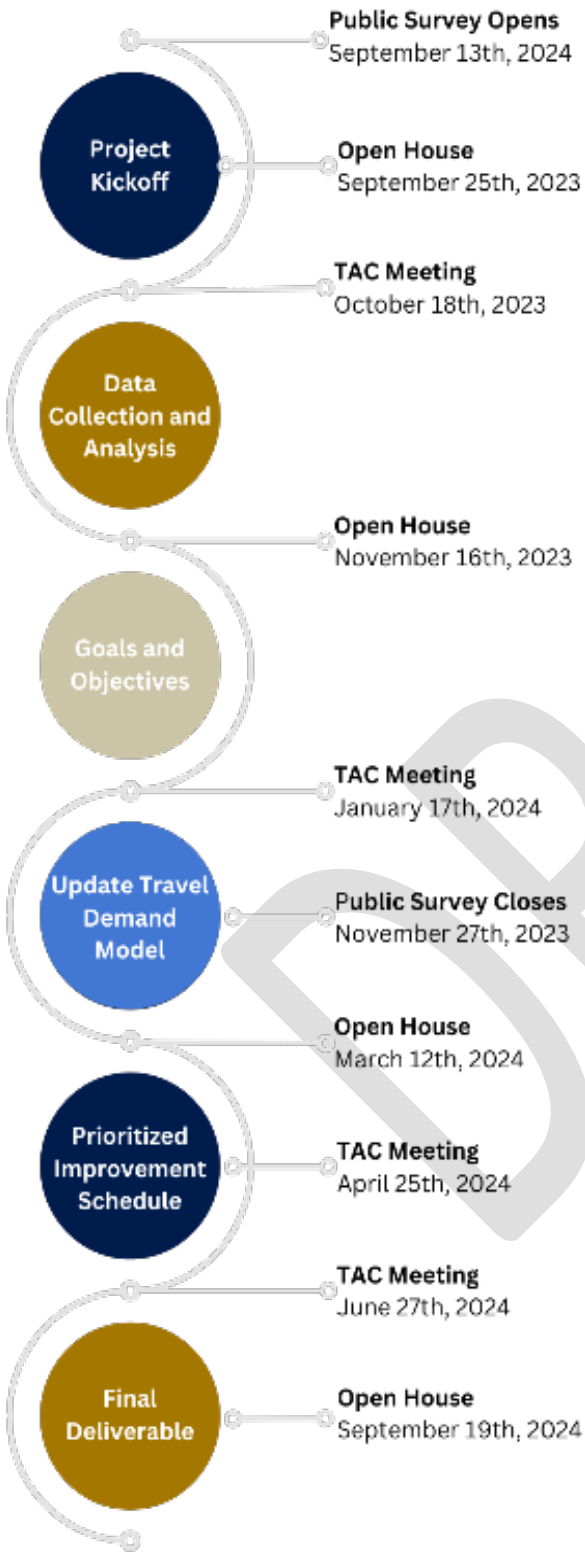 Public Survey Opens
September 13th, 2024
Project
Kickoff
Open House
September 25th, 2023
TAC Meeting
October 18th, 2023
Data
Collection and
Analysis
Open House
November 16th, 2023
Goals and
Objectives
TAC Meeting
January 17th, 2024
Update Travel
Demand
Model
Public Survey Closes
November 27th, 2023
Open House
March 12th, 2024
Prioritized
Improvement
Schedule
TAC Meeting
April 25th, 2024
TAC Meeting
June 27th, 2024
Final
Deliverable
Open House
September 19th, 2024